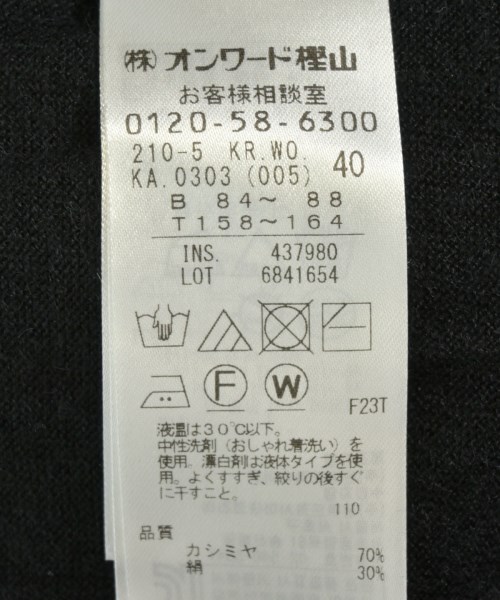 (株)オンワード樫山
お客様相談室
0120-58-6300
210-5 KR.WO. 40
KA.0303 (005)
B 84～ 88
T158～164
INS. 437980
LOT 6841654
F W
F23T
液温は30℃以下。
中性洗剤（おしゃれ着洗い）を
使用。漂白剤は液体タイプを使
用。よくすすぎ、絞りの後すぐ
に干すこと。
110
品質
カシミヤ 70%
絹 30%